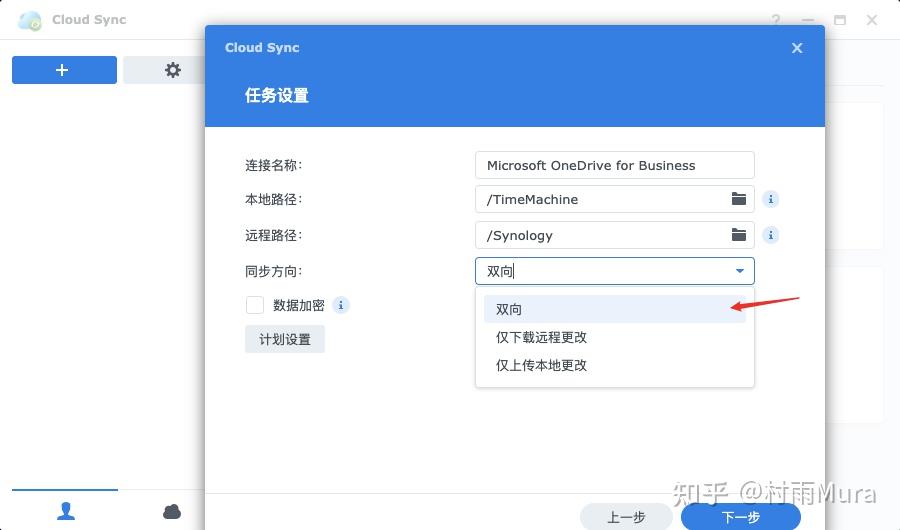 Cloud Sync
Cloud Sync
任务设置
连接名称：
Microsoft OneDrive for Business
本地路径：
/TimeMachine
远程路径：
/Synology
同步方向：
双向
数据加密
双向
仅下载远程更改
仅上传本地更改
计划设置
上一步
下一步
知乎 @村雨Mura